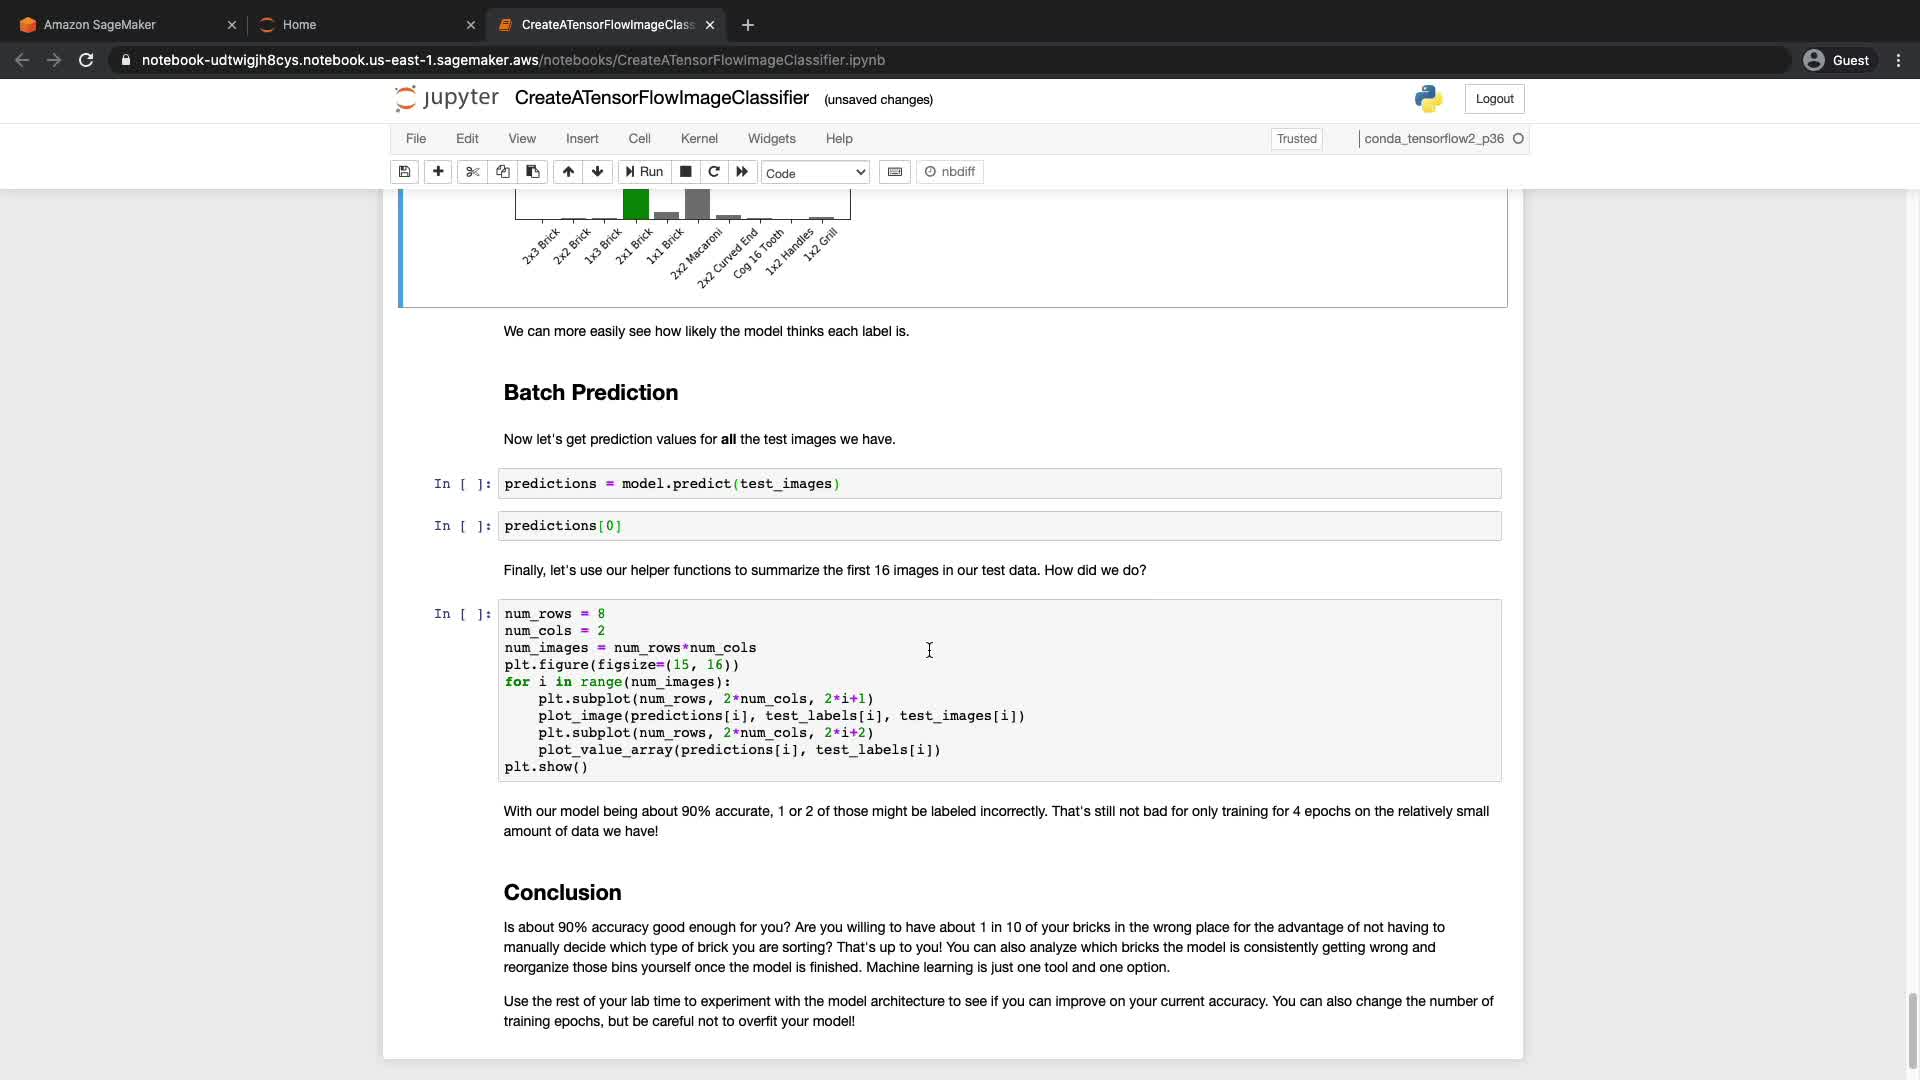 Amazon SageMaker
Home
CreateATensorFlowImageClass
notebook-udtwigjh8cys.notebook.us-east-1.sagemaker.aws/notebooks/CreateATensorFlowImageClassifier.ipynb
Guest
jupyter CreateATensorFlowImageClassifier (unsaved changes)
Logout
File Edit View Insert Cell Kernel Widgets Help
Trusted
conda_tensorflow2_p36
Run
Code
nbdiff
2x3 Brick
2x2 Brick
1x3 Brick
2x1 Brick
1x1 Brick
2x2 Macaroni
2x2 Curved End
Cog 16 Tooth
1x2 Handles
1x2 Grill
We can more easily see how likely the model thinks each label is.
Batch Prediction
Now let's get prediction values for all the test images we have.
In [ ]: predictions = model.predict(test_images)
In [ ]: predictions[0]
Finally, let's use our helper functions to summarize the first 16 images in our test data. How did we do?
In [ ]: num_rows = 8
num_cols = 2
num_images = num_rows*num_cols
plt.figure(figsize=(15, 16))
for i in range(num_images):
    plt.subplot(num_rows, 2*num_cols, 2*i+1)
    plot_image(predictions[i], test_labels[i], test_images[i])
    plt.subplot(num_rows, 2*num_cols, 2*i+2)
    plot_value_array(predictions[i], test_labels[i])
plt.show()
With our model being about 90% accurate, 1 or 2 of those might be labeled incorrectly. That's still not bad for only training for 4 epochs on the relatively small
amount of data we have!
Conclusion
Is about 90% accuracy good enough for you? Are you willing to have about 1 in 10 of your bricks in the wrong place for the advantage of not having to
manually decide which type of brick you are sorting? That's up to you! You can also analyze which bricks the model is consistently getting wrong and
reorganize those bins yourself once the model is finished. Machine learning is just one tool and one option.
Use the rest of your lab time to experiment with the model architecture to see if you can improve on your current accuracy. You can also change the number of
training epochs, but be careful not to overfit your model!